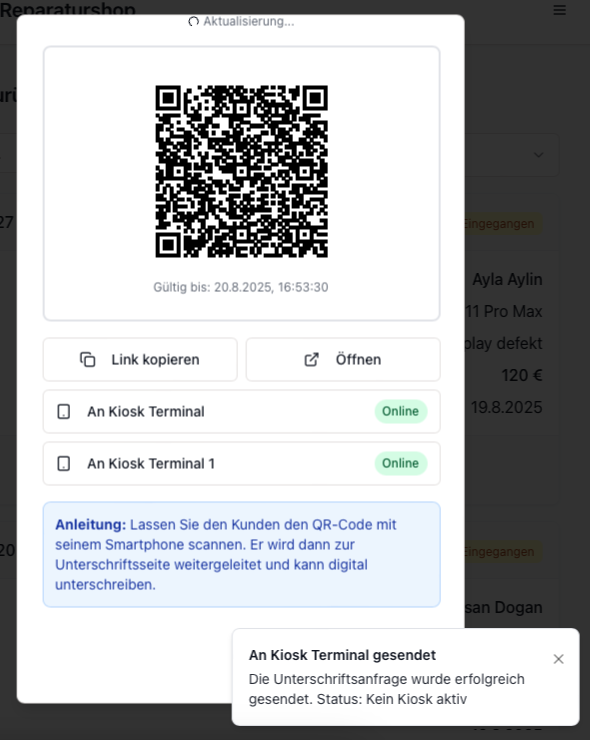 Reparaturshop
Aktualisierung...
27
Eingegangen
Ayla Aylin
11 Pro Max
defekt
120 €
19.8.2025
Gültig bis: 20.8.2025, 16:53:30
Link kopieren
Öffnen
An Kiosk Terminal
Online
An Kiosk Terminal 1
Online
Anleitung: Lassen Sie den Kunden den QR-Code mit
seinem Smartphone scannen. Er wird dann zur
Unterschriftsseite weitergeleitet und kann digital
unterschreiben.
20
Eingegangen
Dogan
An Kiosk Terminal gesendet
Die Unterschriftsanfrage wurde erfolgreich
gesendet. Status: Kein Kiosk aktiv